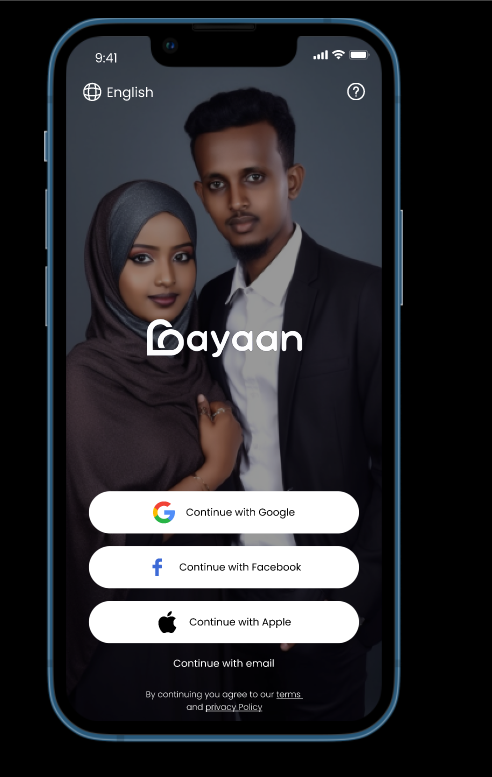 9:41
English
Bayaan
Continue with Google
Continue with Facebook
Continue with Apple
Continue with email
By continuing you agree to our terms
and privacy Policy